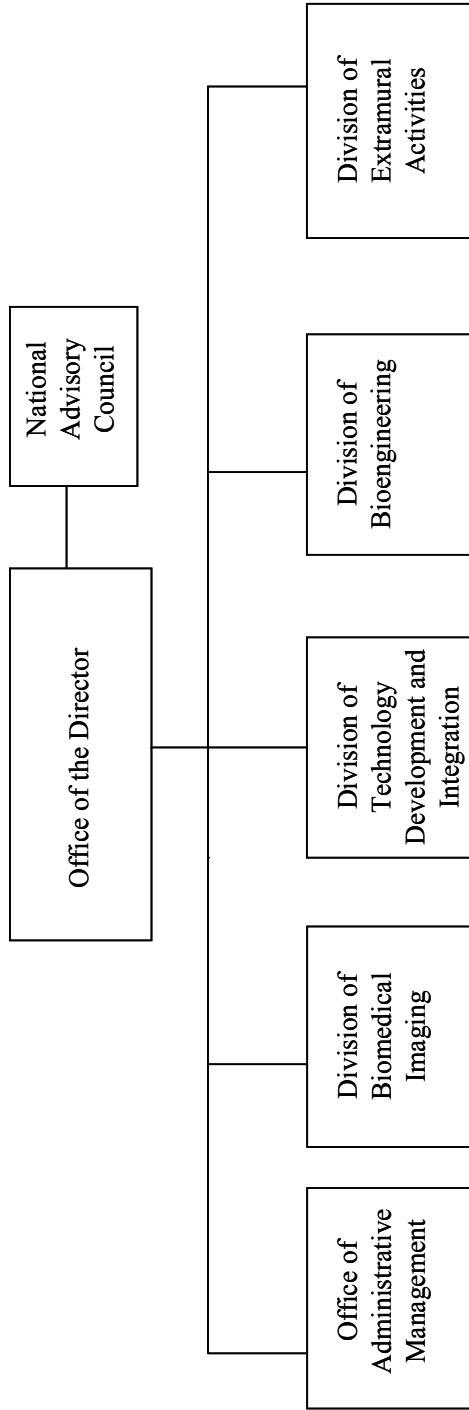 Office of the Director
National
Advisory
Council
Office of
Administrative
Management
Division of
Biomedical
Imaging
Division of
Technology
Development and
Integration
Division of
Bioengineering
Division of
Extramural
Activities